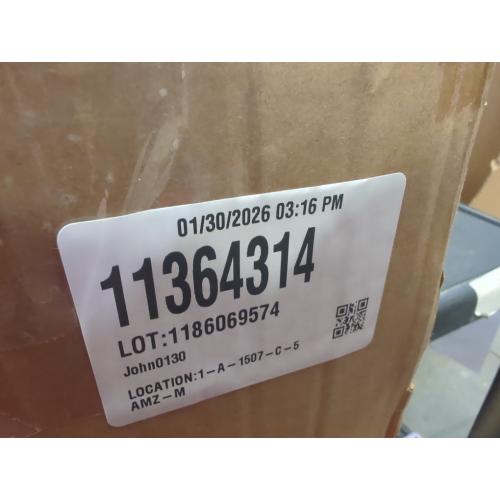 01/30/2026 03:16 PM
11364314
LOT:1186069574
John0130
LOCATION:1-A-1507-C-5
AMZ-M